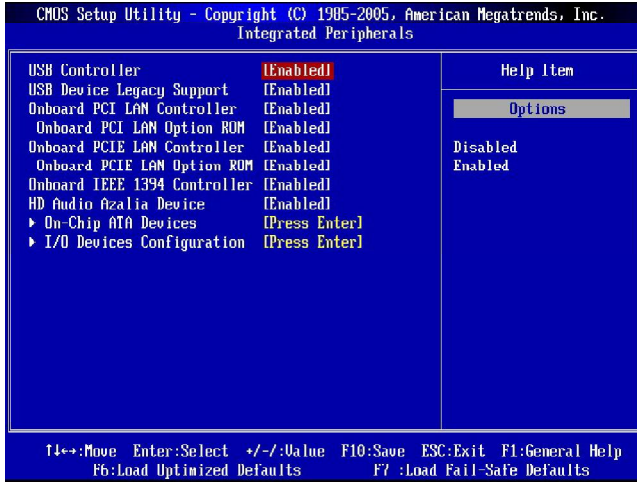 CMOS Setup Utility - Copyright (C) 1985-2005, American Megatrends, Inc.
Integrated Peripherals
USB Controller [Enabled]
USB Device Legacy Support [Enabled]
Onboard PCI LAN Controller [Enabled]
Onboard PCI LAN Option ROM [Enabled]
Onboard PCIE LAN Controller [Enabled]
Onboard PCIE LAN Option ROM [Enabled]
Onboard IEEE 1394 Controller [Enabled]
HD Audio Azalia Device [Enabled]
▶ On-Chip ATA Devices [Press Enter]
▶ I/O Devices Configuration [Press Enter]
Help Item
Options
Disabled
Enabled
↑↓←→:Move Enter:Select +/-/:Value F10:Save ESC:Exit F1:General Help
F6:Load Optimized Defaults F7 :Load Fail-Safe Defaults